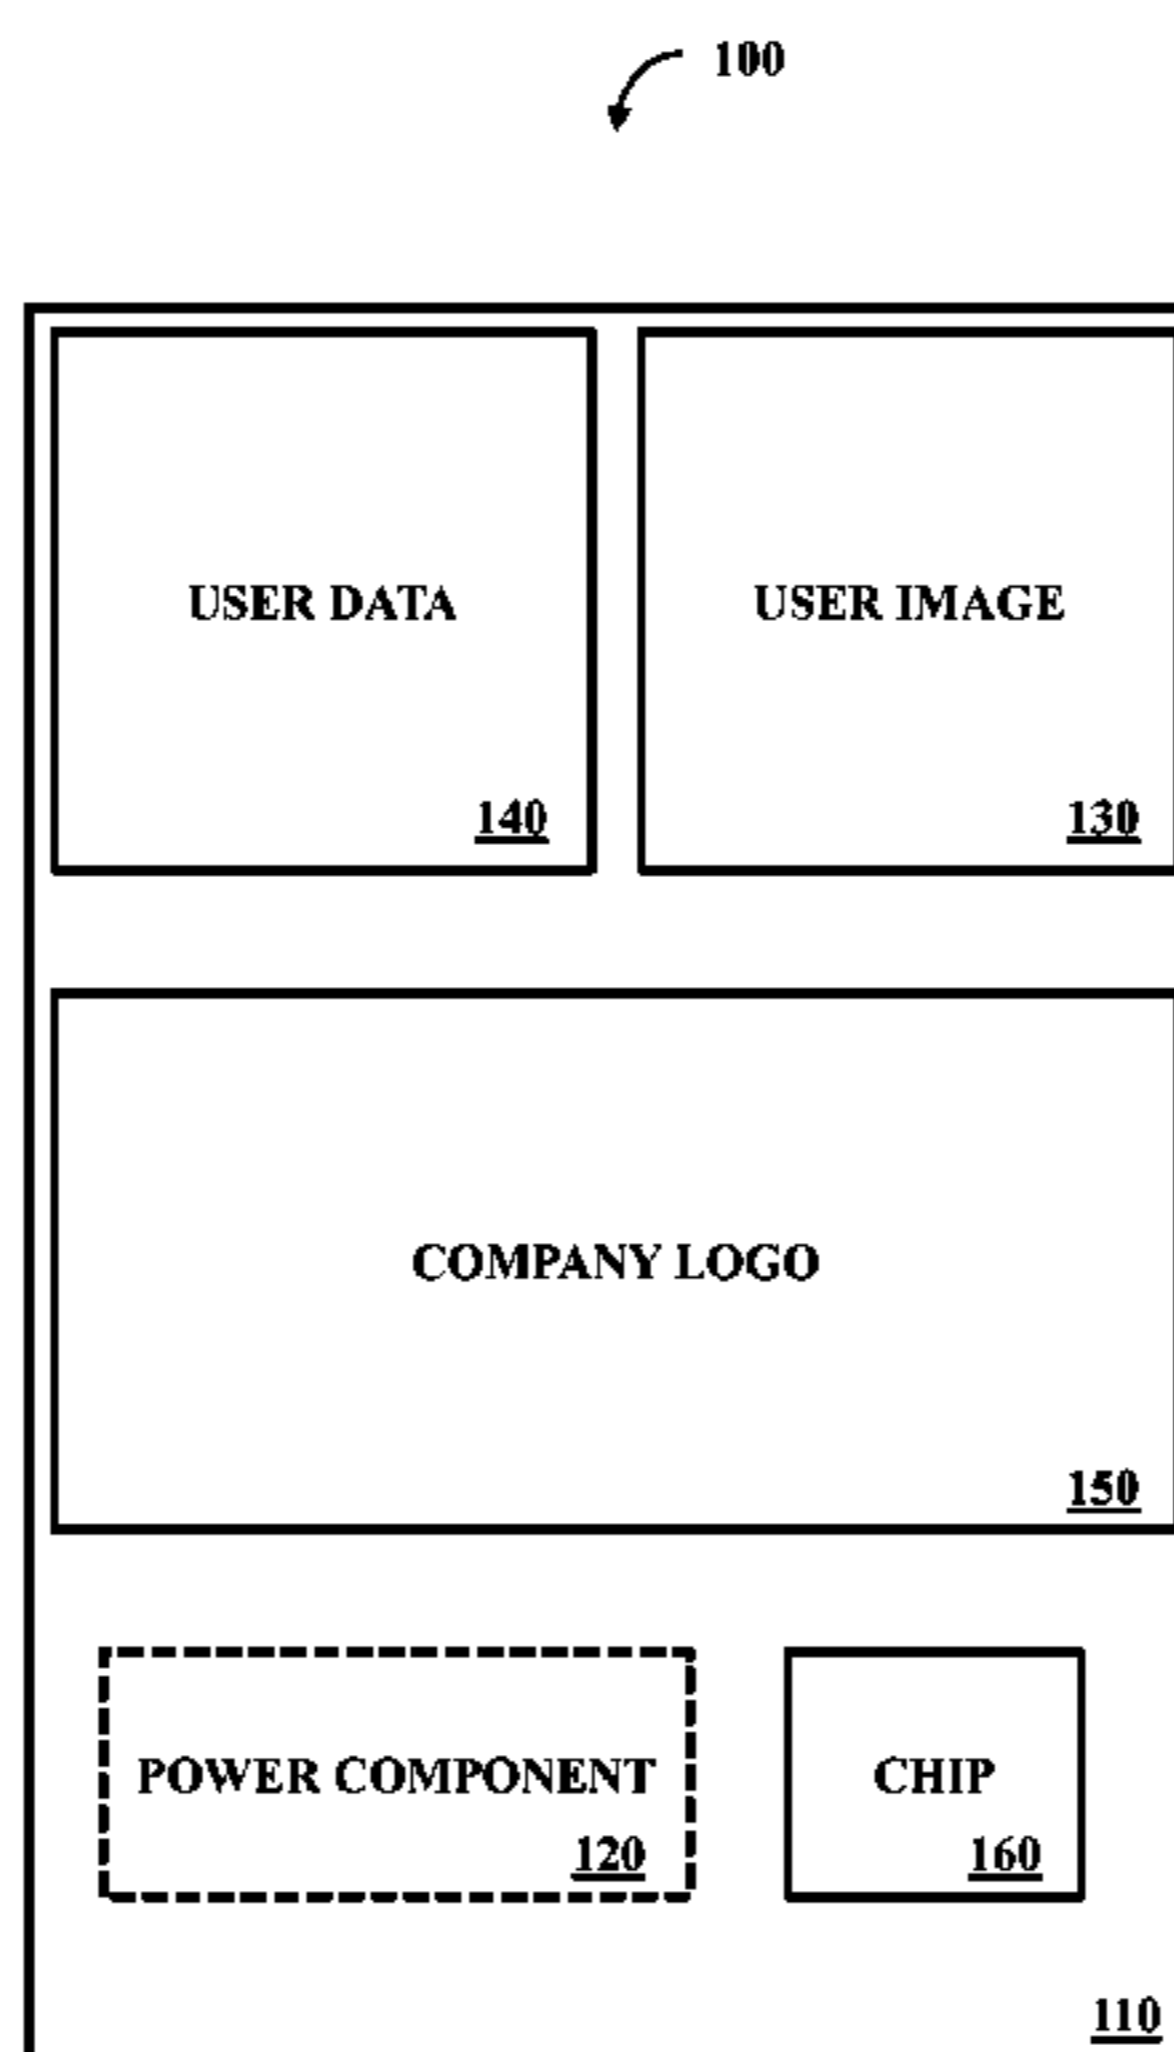 100
USER DATA
140
USER IMAGE
130
COMPANY LOGO
150
POWER COMPONENT
120
CHIP
160
110